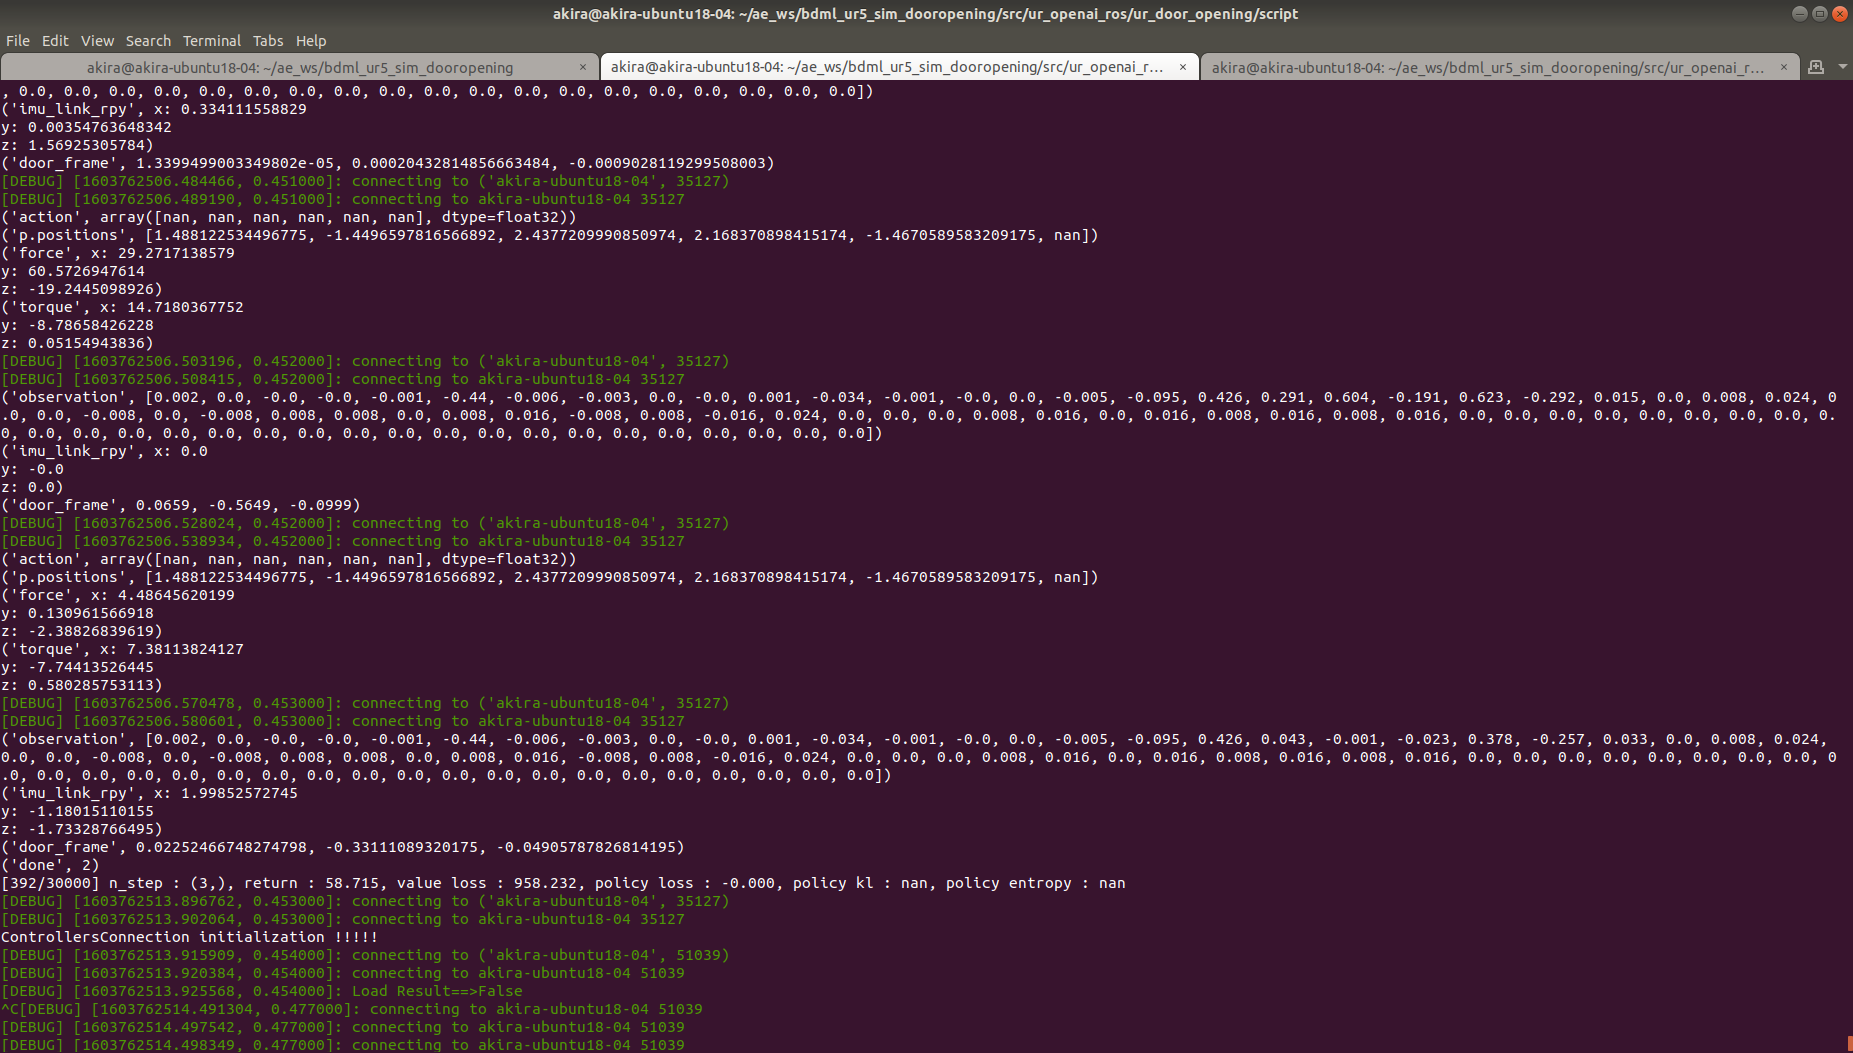 akira@akira-ubuntu18-04: ~/ae_ws/bdml_ur5_sim_dooropening/src/ur_openai_ros/ur_door_opening/script
File Edit View Search Terminal Tabs Help
akira@akira-ubuntu18-04: ~/ae_ws/bdml_ur5_sim_dooropening × akira@akira-ubuntu18-04: ~/ae_ws/bdml_ur5_sim_dooropening/src/ur_openai_r... × akira@akira-ubuntu18-04: ~/ae_ws/bdml_ur5_sim_dooropening/src/ur_openai_r... ×
, 0.0, 0.0, 0.0, 0.0, 0.0, 0.0, 0.0, 0.0, 0.0, 0.0, 0.0, 0.0, 0.0, 0.0, 0.0, 0.0, 0.0, 0.0, 0.0])
('imu_link_rpy', x: 0.334111558829
y: 0.00354763648342
z: 1.56925305784)
('door_frame', 1.3399499003349802e-05, 0.00020432814856663484, -0.0009028119299508003)
[DEBUG] [1603762506.484466, 0.451000]: connecting to ('akira-ubuntu18-04', 35127)
[DEBUG] [1603762506.489190, 0.451000]: connecting to akira-ubuntu18-04 35127
('action', array([nan, nan, nan, nan, nan, nan], dtype=float32))
('p.positions', [1.488122534496775, -1.4496597816566892, 2.4377209990850974, 2.168370898415174, -1.4670589583209175, nan])
('force', x: 29.2717138579
y: 60.5726947614
z: -19.2445098926)
('torque', x: 14.7180367752
y: -8.78658426228
z: 0.05154943836)
[DEBUG] [1603762506.503196, 0.452000]: connecting to ('akira-ubuntu18-04', 35127)
[DEBUG] [1603762506.508415, 0.452000]: connecting to akira-ubuntu18-04 35127
('observation', [0.002, 0.0, -0.0, -0.0, -0.001, -0.44, -0.006, -0.003, 0.0, -0.0, 0.001, -0.034, -0.001, -0.0, 0.0, -0.005, -0.095, 0.426, 0.291, 0.604, -0.191, 0.623, -0.292, 0.015, 0.0, 0.008, 0.024, 0
.0, 0.0, -0.008, 0.0, -0.008, 0.008, 0.008, 0.0, 0.008, 0.016, -0.008, 0.008, -0.016, 0.024, 0.0, 0.0, 0.0, 0.008, 0.016, 0.0, 0.016, 0.008, 0.016, 0.008, 0.016, 0.0, 0.0, 0.0, 0.0, 0.0, 0.0, 0.0, 0.0, 0.
0, 0.0, 0.0, 0.0, 0.0, 0.0, 0.0, 0.0, 0.0, 0.0, 0.0, 0.0, 0.0, 0.0, 0.0, 0.0, 0.0, 0.0, 0.0, 0.0])
('imu_link_rpy', x: 0.0
y: -0.0
z: 0.0)
('door_frame', 0.0659, -0.5649, -0.0999)
[DEBUG] [1603762506.528024, 0.452000]: connecting to ('akira-ubuntu18-04', 35127)
[DEBUG] [1603762506.538934, 0.452000]: connecting to akira-ubuntu18-04 35127
('action', array([nan, nan, nan, nan, nan, nan], dtype=float32))
('p.positions', [1.488122534496775, -1.4496597816566892, 2.4377209990850974, 2.168370898415174, -1.4670589583209175, nan])
('force', x: 4.48645620199
y: 0.130961566918
z: -2.38826839619)
('torque', x: 7.38113824127
y: -7.74413526445
z: 0.580285753113)
[DEBUG] [1603762506.570478, 0.453000]: connecting to ('akira-ubuntu18-04', 35127)
[DEBUG] [1603762506.580601, 0.453000]: connecting to akira-ubuntu18-04 35127
('observation', [0.002, 0.0, -0.0, -0.0, -0.001, -0.44, -0.006, -0.003, 0.0, -0.0, 0.001, -0.034, -0.001, -0.0, 0.0, -0.005, -0.095, 0.426, 0.043, -0.001, -0.023, 0.378, -0.257, 0.033, 0.0, 0.008, 0.024,
0.0, 0.0, -0.008, 0.0, -0.008, 0.008, 0.008, 0.0, 0.008, 0.016, -0.008, 0.008, -0.016, 0.024, 0.0, 0.0, 0.0, 0.008, 0.016, 0.0, 0.016, 0.008, 0.016, 0.008, 0.016, 0.0, 0.0, 0.0, 0.0, 0.0, 0.0, 0.0, 0.0, 0
.0, 0.0, 0.0, 0.0, 0.0, 0.0, 0.0, 0.0, 0.0, 0.0, 0.0, 0.0, 0.0, 0.0, 0.0, 0.0, 0.0, 0.0, 0.0, 0.0])
('imu_link_rpy', x: 1.99852572745
y: -1.18015110155
z: -1.73328766495)
('door_frame', 0.02252466748274798, -0.33111089320175, -0.04905787826814195)
('done', 2)
[392/30000] n_step : (3,), return : 58.715, value loss : 958.232, policy loss : -0.000, policy kl : nan, policy entropy : nan
[DEBUG] [1603762513.896762, 0.453000]: connecting to ('akira-ubuntu18-04', 35127)
[DEBUG] [1603762513.902064, 0.453000]: connecting to akira-ubuntu18-04 35127
ControllersConnection initialization !!!!!
[DEBUG] [1603762513.915909, 0.454000]: connecting to ('akira-ubuntu18-04', 51039)
[DEBUG] [1603762513.920384, 0.454000]: connecting to akira-ubuntu18-04 51039
[DEBUG] [1603762513.925568, 0.454000]: Load Result==>False
^C[DEBUG] [1603762514.491304, 0.477000]: connecting to akira-ubuntu18-04 51039
[DEBUG] [1603762514.497542, 0.477000]: connecting to akira-ubuntu18-04 51039
[DEBUG] [1603762514.498349, 0.477000]: connecting to akira-ubuntu18-04 51039